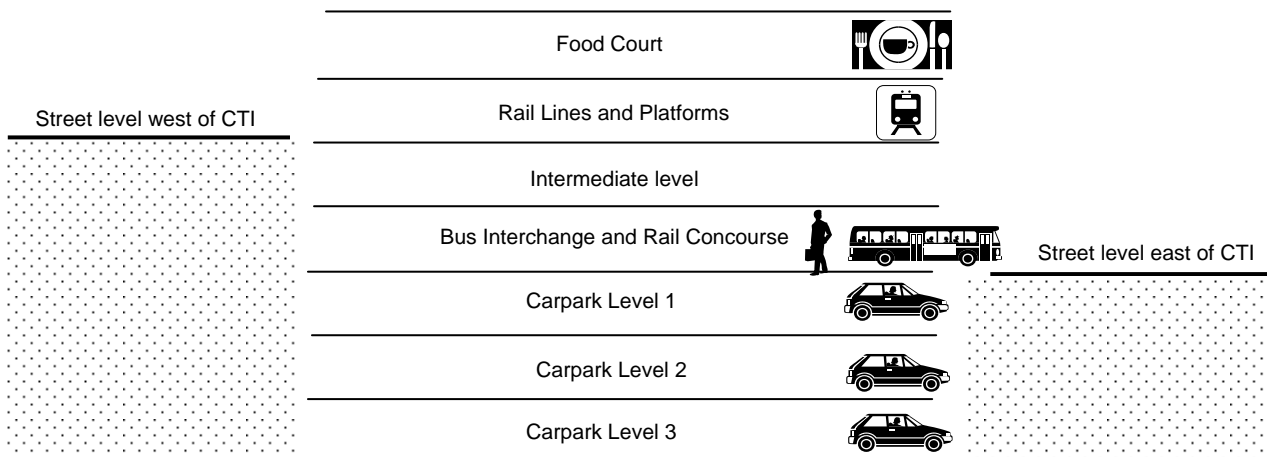 Food Court
Street level west of CTI
Rail Lines and Platforms
Intermediate level
Bus Interchange and Rail Concourse
Street level east of CTI
Carpark Level 1
Carpark Level 2
Carpark Level 3